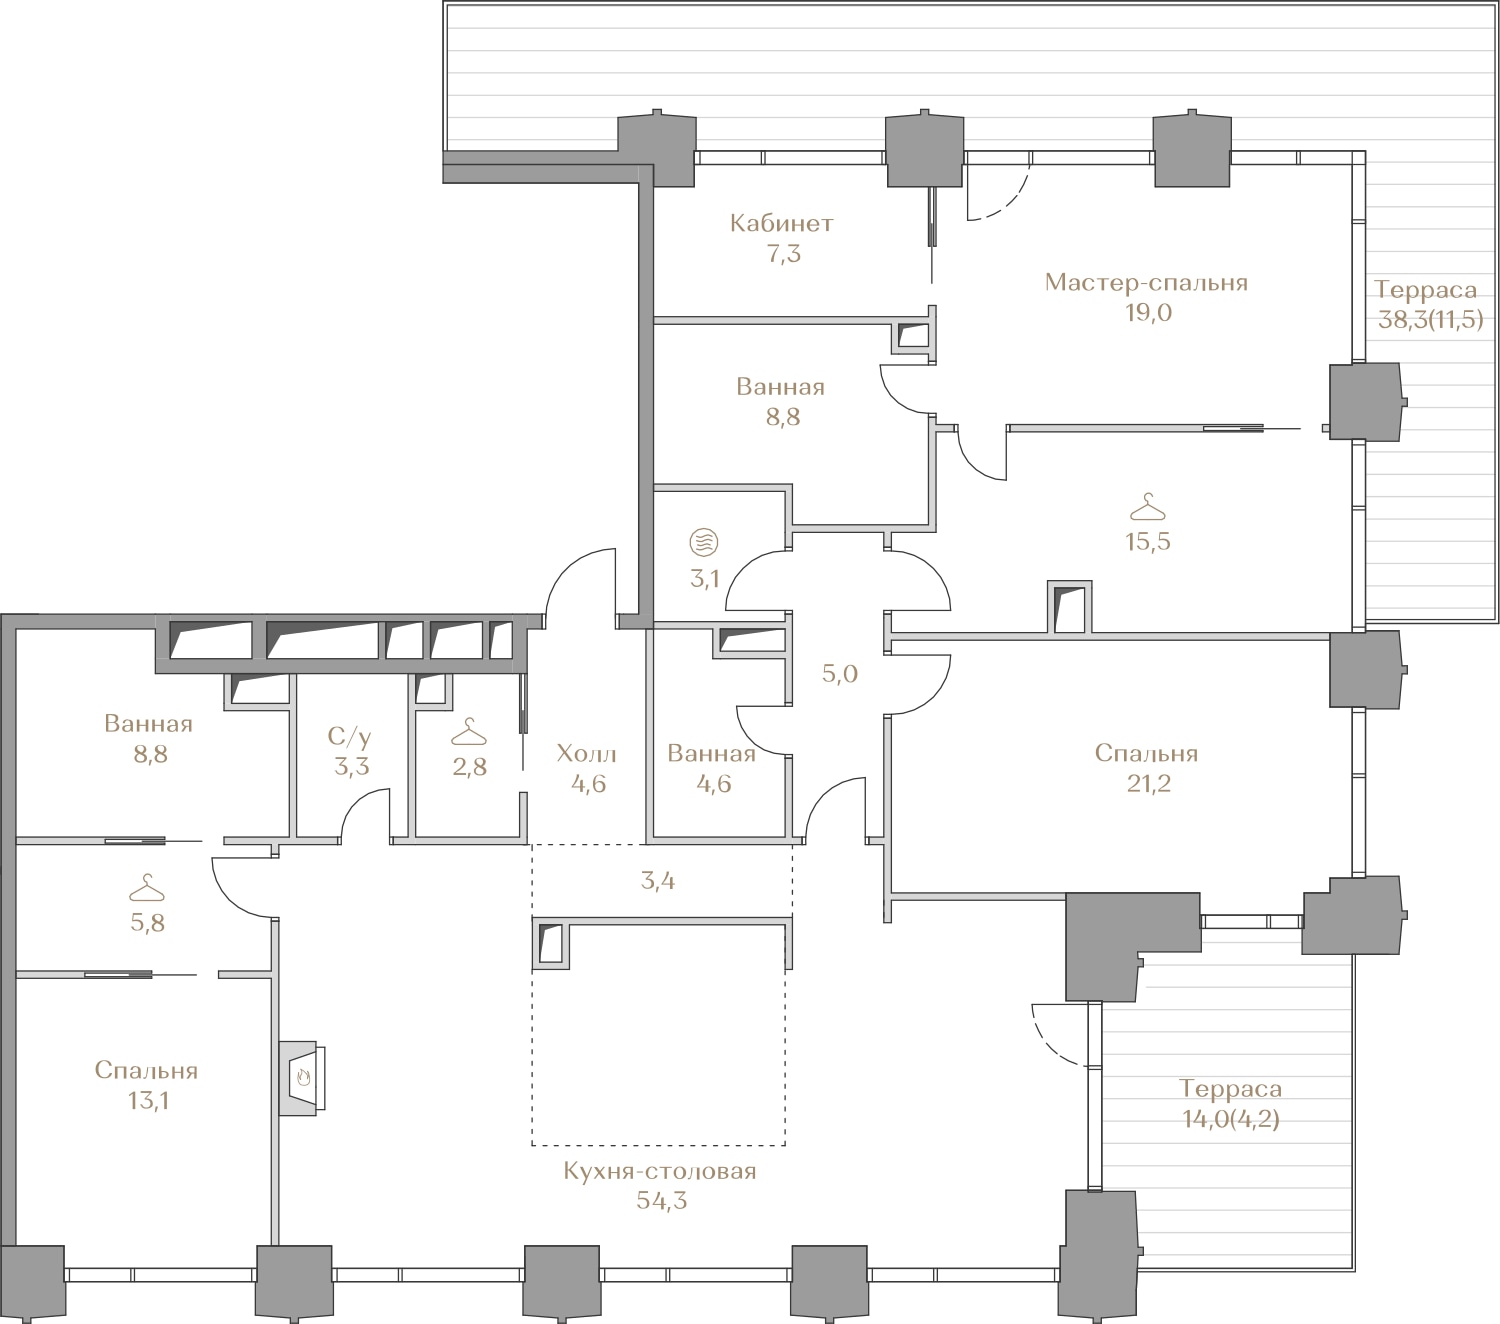 Кабинет
7,3
Мастер-спальня
19,0
Терраса
38,3(11,5)
Ванная
8,8
15,5
3,1
5,0
Ванная
8,8
С/у
3,3
2,8
Холл
4,6
Ванная
4,6
Спальня
21,2
3,4
5,8
Спальня
13,1
Терраса
14,0(4,2)
Кухня-столовая
54,3